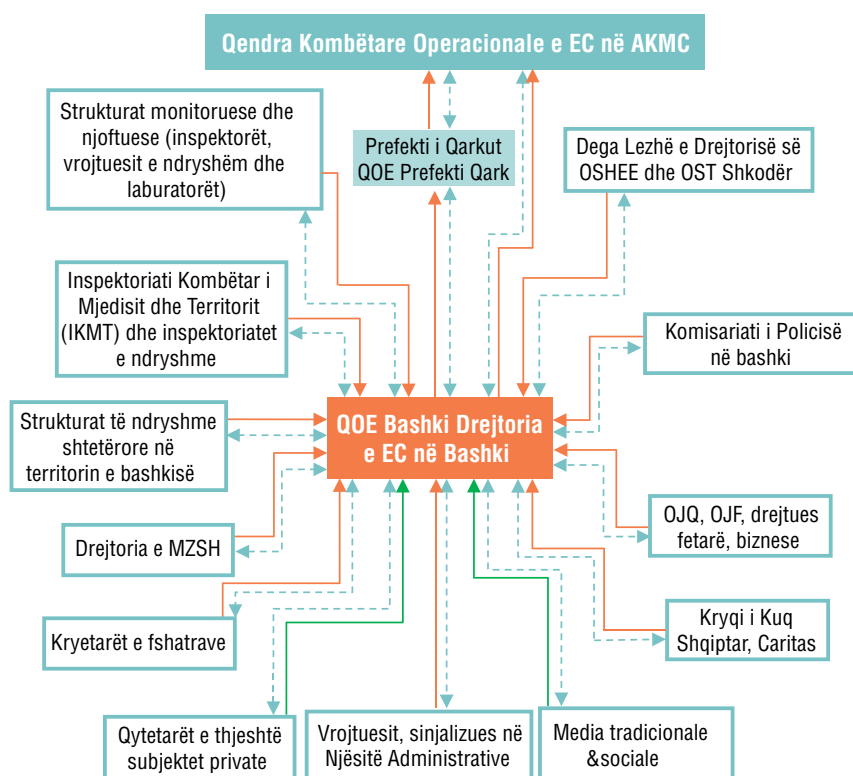 Qendra Kombëtare Operacionale e EC në AKMC
Strukturat monitoruese dhe
njoftuese (inspektorët,
vrojtuesit e ndryshëm dhe
laburatorët)
Prefekti i Qarkut
QOE Prefekti Qark
Dega Lezhë e Drejtorisë së
OSHEE dhe OST Shkodër
Inspektoriati Kombëtar i
Mjedisit dhe Territorit
(IKMT) dhe inspektoriatet
e ndryshme
Komisariati i Policisë
në bashki
Strukturat të ndryshme
shtetërore në
territorin e bashkisë
QOE Bashki Drejtoria
e EC në Bashki
Drejtoria e MZSH
OJQ, OJF, drejtues
fetarë, biznese
Kryetarët e fshatrave
Kryqi i Kuq
Shqiptar, Caritas
Qytetarët e thjeshtë
subjektet private
Vrojtuesit, sinjalizues në
Njësitë Administrative
Media tradicionale
&sociale